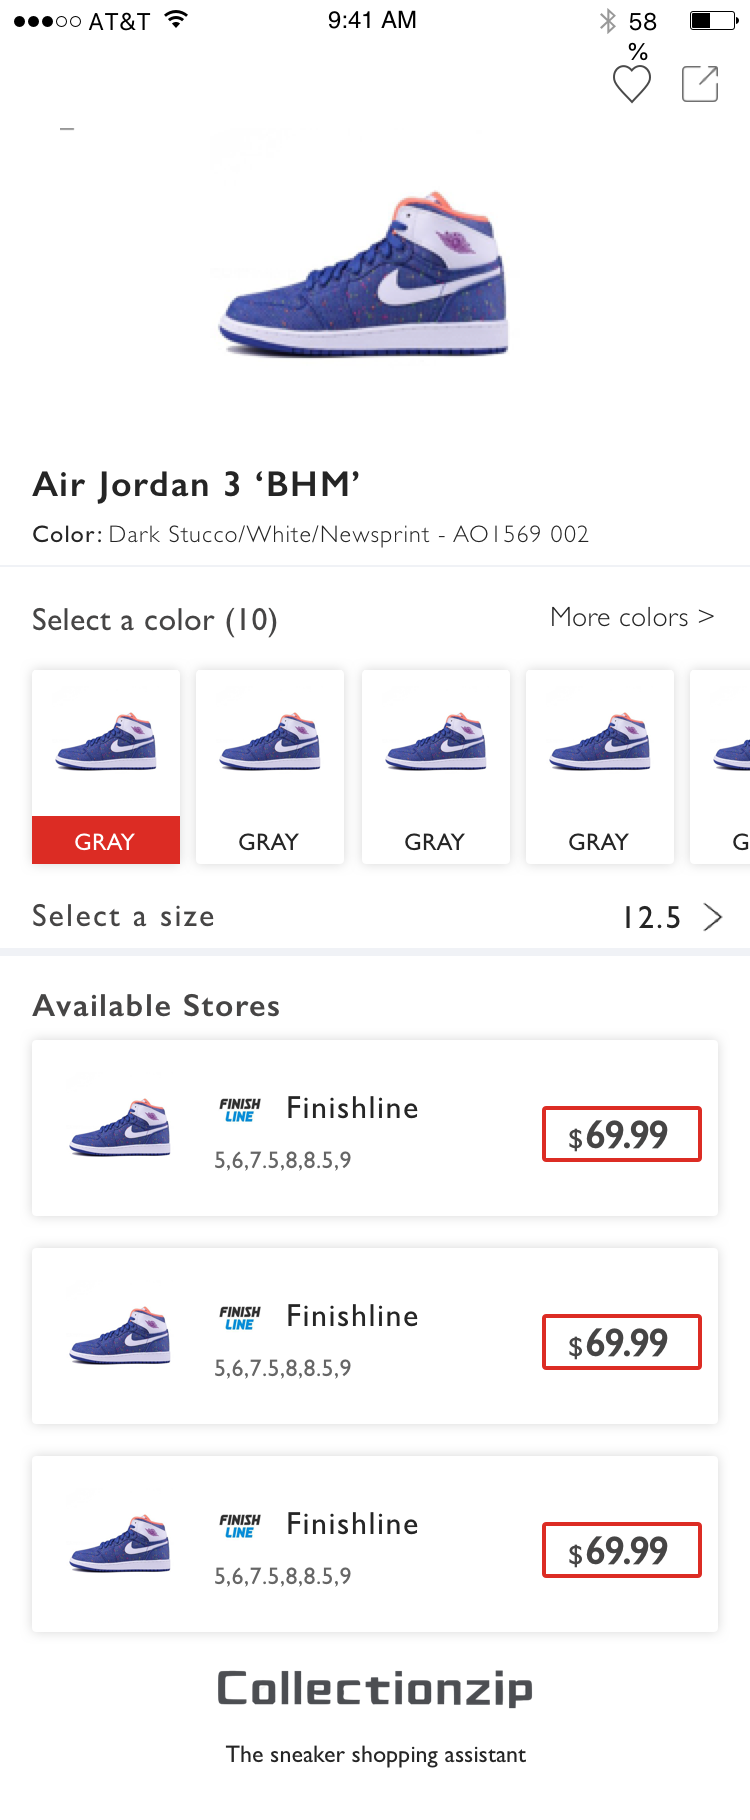 ●●●○○ AT&T 9:41 AM 58
%
Air Jordan 3 ‘BHM’
Color: Dark Stucco/White/Newsprint - AO1569 002
Select a color (10) More colors >
GRAY GRAY GRAY GRAY G
Select a size 12.5 >
Available Stores
FINISH LINE Finishline
$69.99
5,6,7.5,8,8.5,9
FINISH LINE Finishline
$69.99
5,6,7.5,8,8.5,9
FINISH LINE Finishline
$69.99
5,6,7.5,8,8.5,9
Collectionzip
The sneaker shopping assistant